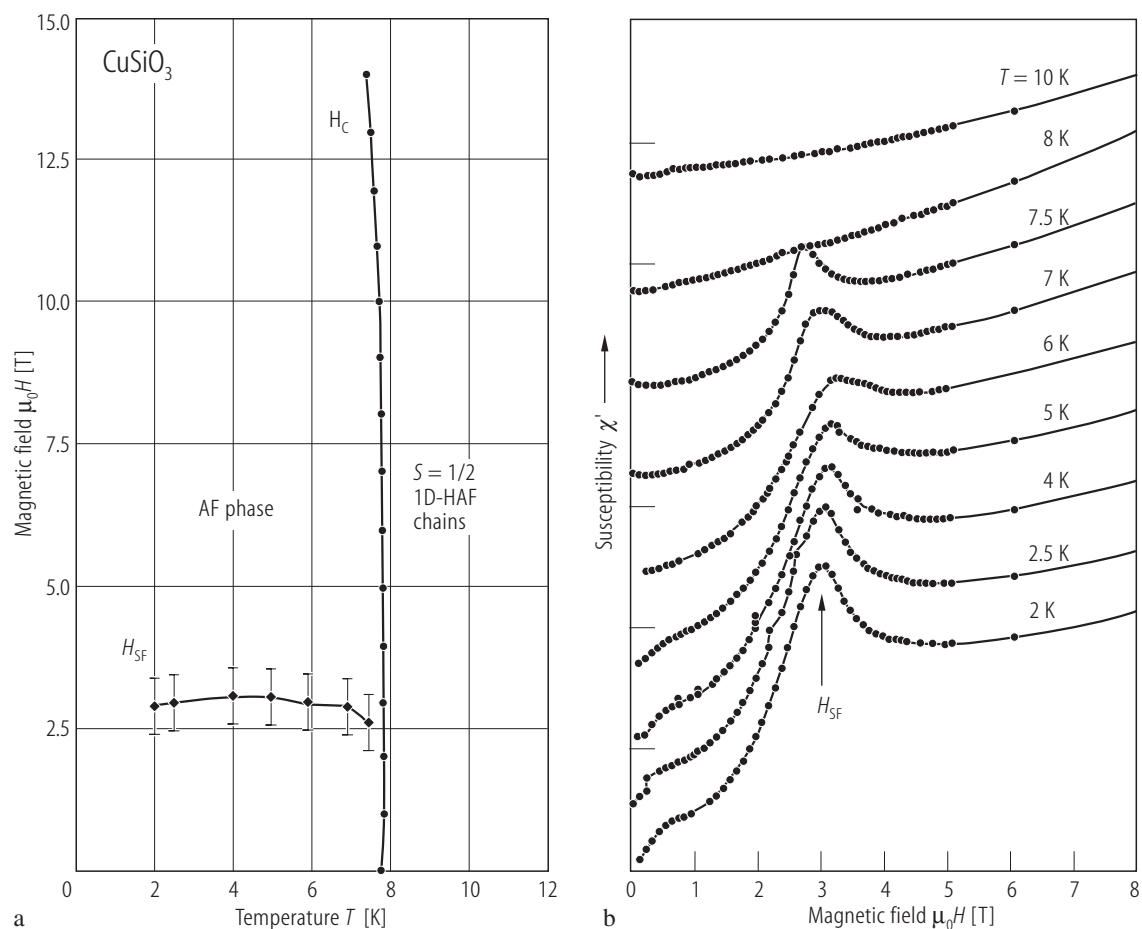 15.0
CuSiO₃
H_C
12.5
10.0
Magnetic field μ₀H [T]
7.5
S = 1/2
1D-HAF
chains
AF phase
5.0
H_SF
2.5
0
2
4
6
8
10
12
Temperature T [K]
a
T = 10 K
8 K
7.5 K
7 K
6 K
5 K
4 K
2.5 K
2 K
Susceptibility χ'
H_SF
0
1
2
3
4
5
6
7
8
Magnetic field μ₀H [T]
b